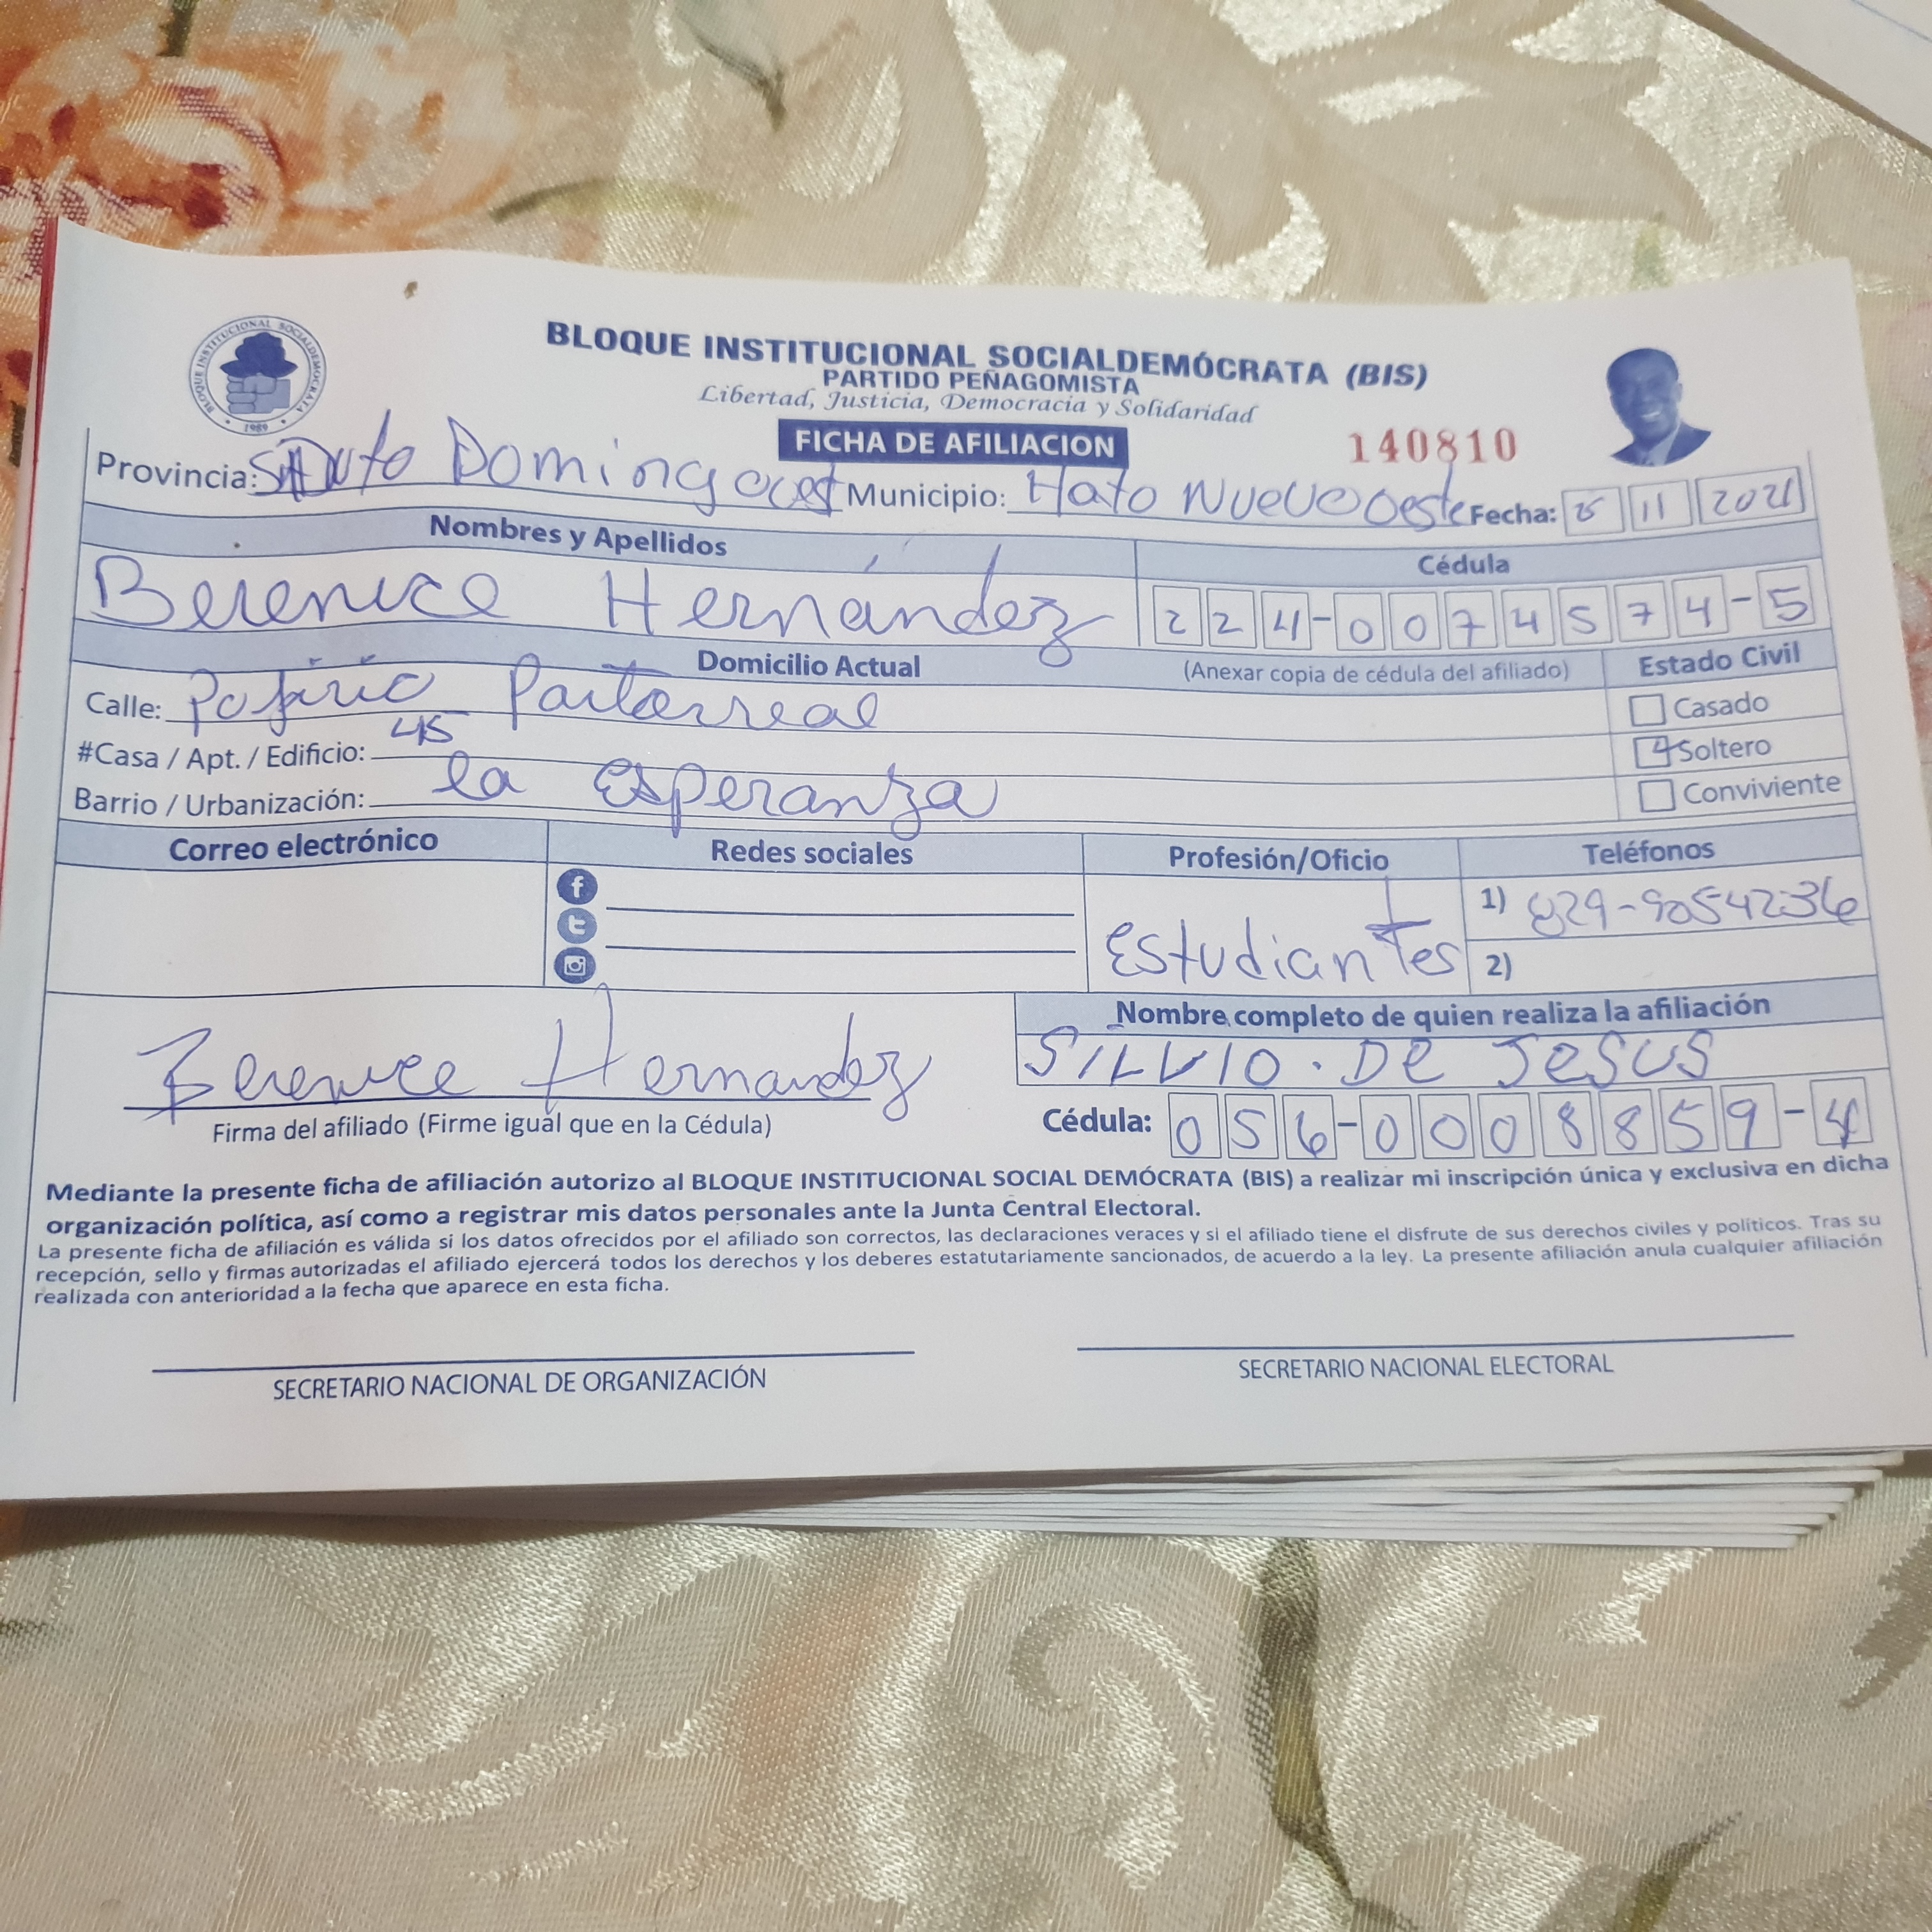 BLOQUE INSTITUCIONAL SOCIALDEMÓCRATA
1989
BLOQUE INSTITUCIONAL SOCIALDEMÓCRATA (BIS)
PARTIDO PEÑAGOMISTA
Libertad, Justicia, Democracia y Solidaridad
FICHA DE AFILIACION
140810
Provincia: Santo Domingo oest Municipio: Hato Nuevo oeste Fecha: 11 2021
Nombres y Apellidos Cédula
Berenice Hernández 224-0074574-5
Domicilio Actual (Anexar copia de cédula del afiliado) Estado Civil
Calle: Casado
#Casa / Apt. / Edificio: 45 Soltero
Barrio / Urbanización: la Esperanza Conviviente
Correo electrónico Redes sociales Profesión/Oficio Teléfonos
Estudiantes 1) 829-9054236
2)
Nombre completo de quien realiza la afiliación
Berenice Hernandez SILVIO. DE JESUS
Firma del afiliado (Firme igual que en la Cédula) Cédula: 056-0008859-4
Mediante la presente ficha de afiliación autorizo al BLOQUE INSTITUCIONAL SOCIAL DEMÓCRATA (BIS) a realizar mi inscripción única y exclusiva en dicha
organización política, así como a registrar mis datos personales ante la Junta Central Electoral.
La presente ficha de afiliación es válida si los datos ofrecidos por el afiliado son correctos, las declaraciones veraces y si el afiliado tiene el disfrute de sus derechos civiles y políticos. Tras su
recepción, sello y firmas autorizadas el afiliado ejercerá todos los derechos y los deberes estatutariamente sancionados, de acuerdo a la ley. La presente afiliación anula cualquier afiliación
realizada con anterioridad a la fecha que aparece en esta ficha.
SECRETARIO NACIONAL DE ORGANIZACIÓN SECRETARIO NACIONAL ELECTORAL